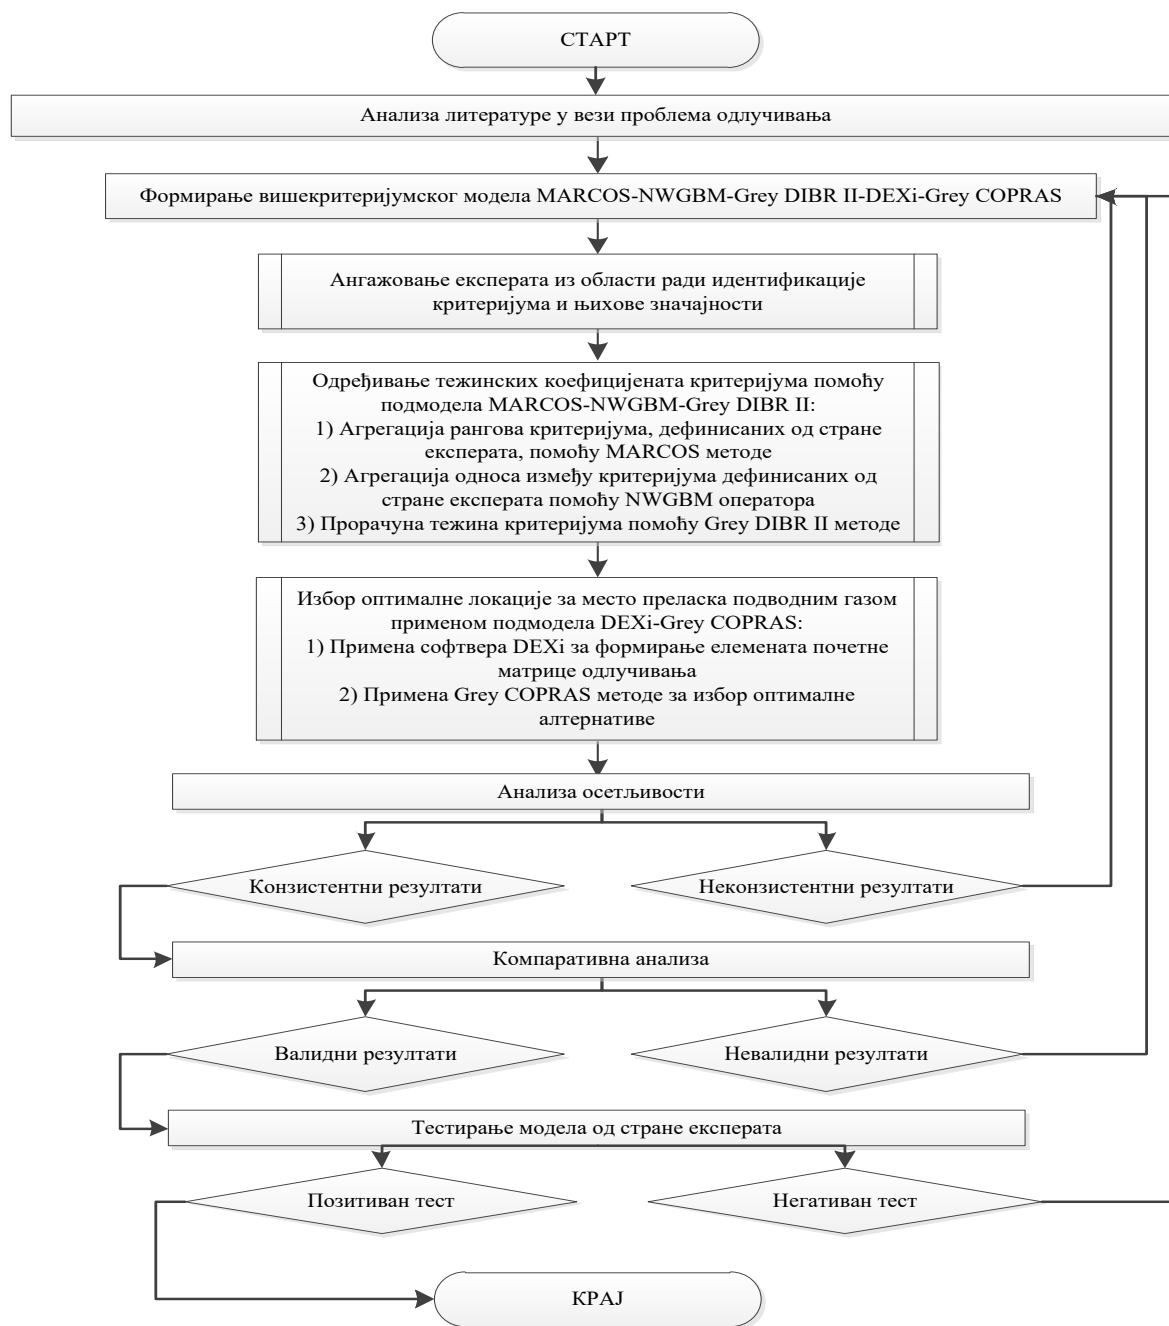 СТАРТ
Анализа литературе у вези проблема одлучивања
Формирање вишекритеријумског модела MARCOS-NWGBM-Grey DIBR II-DEXi-Grey COPRAS
Ангажовање експерата из области ради идентификације
критеријума и њихове значајности
Одређивање тежинских коефицијената критеријума помоћу
подмодела MARCOS-NWGBM-Grey DIBR II:
1) Агрегација рангова критеријума, дефинисаних од стране
експерата, помоћу MARCOS методе
2) Агрегација односа између критеријума дефинисаних од
стране експерата помоћу NWGBM оператора
3) Прорачуна тежина критеријума помоћу Grey DIBR II методе
Избор оптималне локације за место преласка подводним газом
применом подмодела DEXi-Grey COPRAS:
1) Примена софтвера DEXi за формирање елемената почетне
матрице одлучивања
2) Примена Grey COPRAS методе за избор оптималне
алтернативе
Анализа осетљивости
Конзистентни резултати
Неконзистентни резултати
Компаративна анализа
Валидни резултати
Невалидни резултати
Тестирање модела од стране експерата
Позитиван тест
Негативан тест
КРАЈ